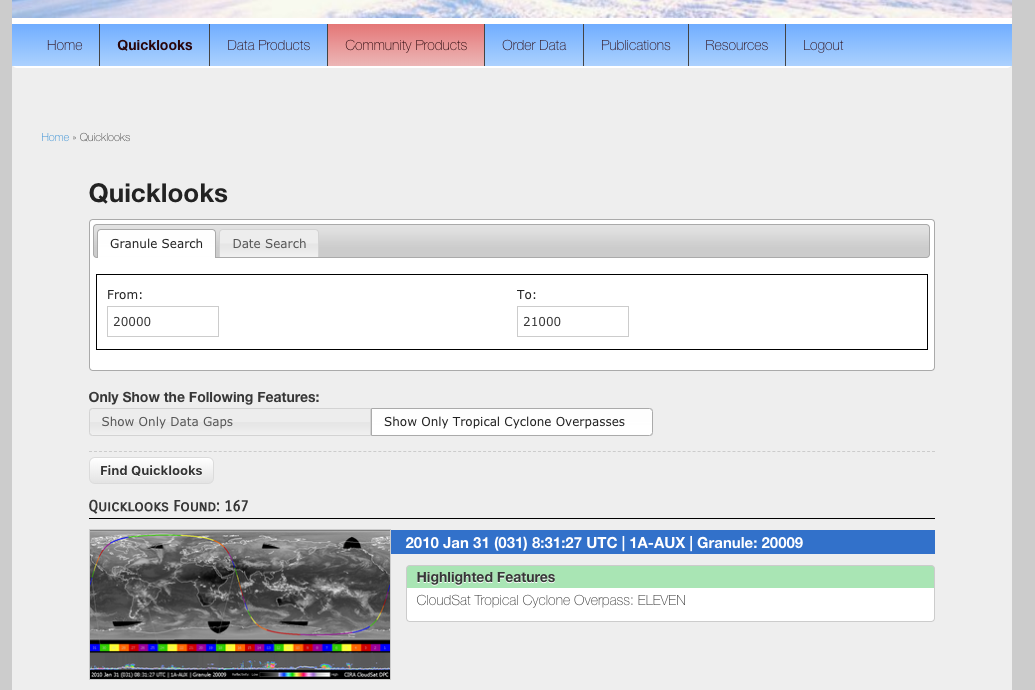 Home Quicklooks Data Products Community Products Order Data Publications Resources Logout
Home » Quicklooks
Quicklooks
Granule Search Date Search
From: To:
20000 21000
Only Show the Following Features:
Show Only Data Gaps Show Only Tropical Cyclone Overpasses
Find Quicklooks
Quicklooks Found: 167
2010 Jan 31 (031) 8:31:27 UTC | 1A-AUX | Granule: 20009
Highlighted Features
CloudSat Tropical Cyclone Overpass: ELEVEN
2010 Jan 31 (031) 08:31:27 UTC | 1A-AUX | Granule 20009 CIRA CloudSat DPC